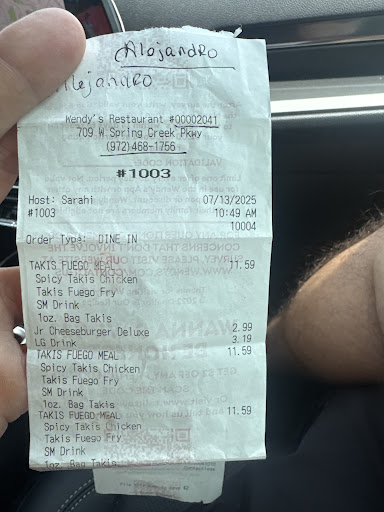 Alejandro
Alejandro
Wendy's Restaurant #00002041
709 W Spring Creek Pkwy
(972)468-1756
#1003
Host: Sarahi 07/13/2025
#1003 10:49 AM
10004
Order Type: DINE IN
TAKIS FUEGO MEAL 11.59
Spicy Takis Chicken
Takis Fuego Fry
SM Drink
1oz. Bag Takis
Jr Cheeseburger Deluxe 2.99
LG Drink 3.19
TAKIS FUEGO MEAL 11.59
Spicy Takis Chicken
Takis Fuego Fry
SM Drink
1oz. Bag Takis
TAKIS FUEGO MEAL 11.59
Spicy Takis Chicken
Takis Fuego Fry
SM Drink
1oz. Bag Takis